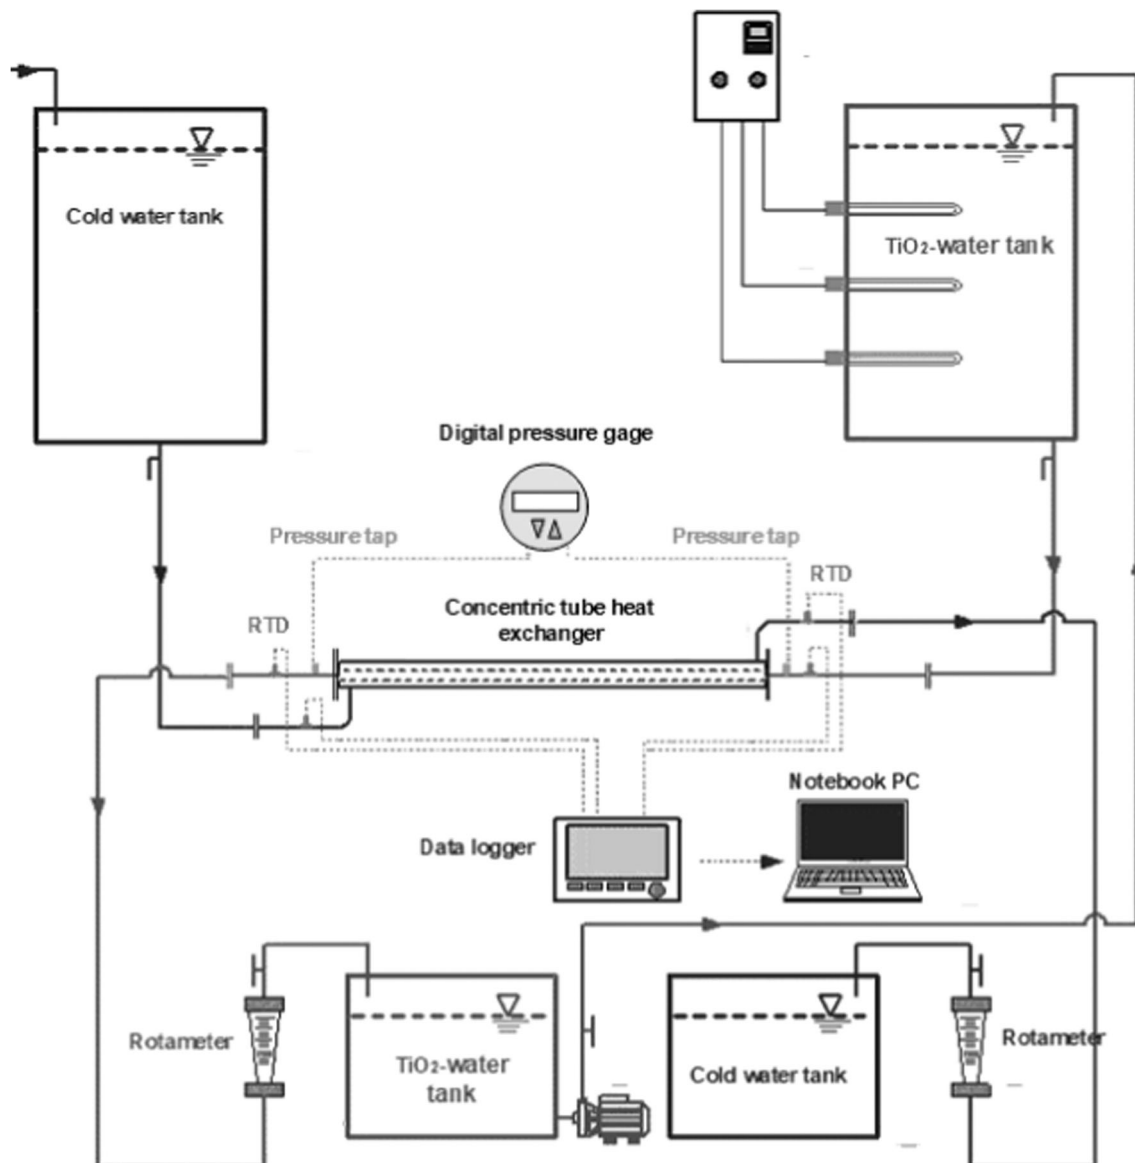 Cold water tank
TiO₂-water tank
Digital pressure gage
Pressure tap
Pressure tap
RTD
Concentric tube heat
exchanger
RTD
Notebook PC
Data logger
Rotameter
TiO₂-water
tank
Cold water tank
Rotameter